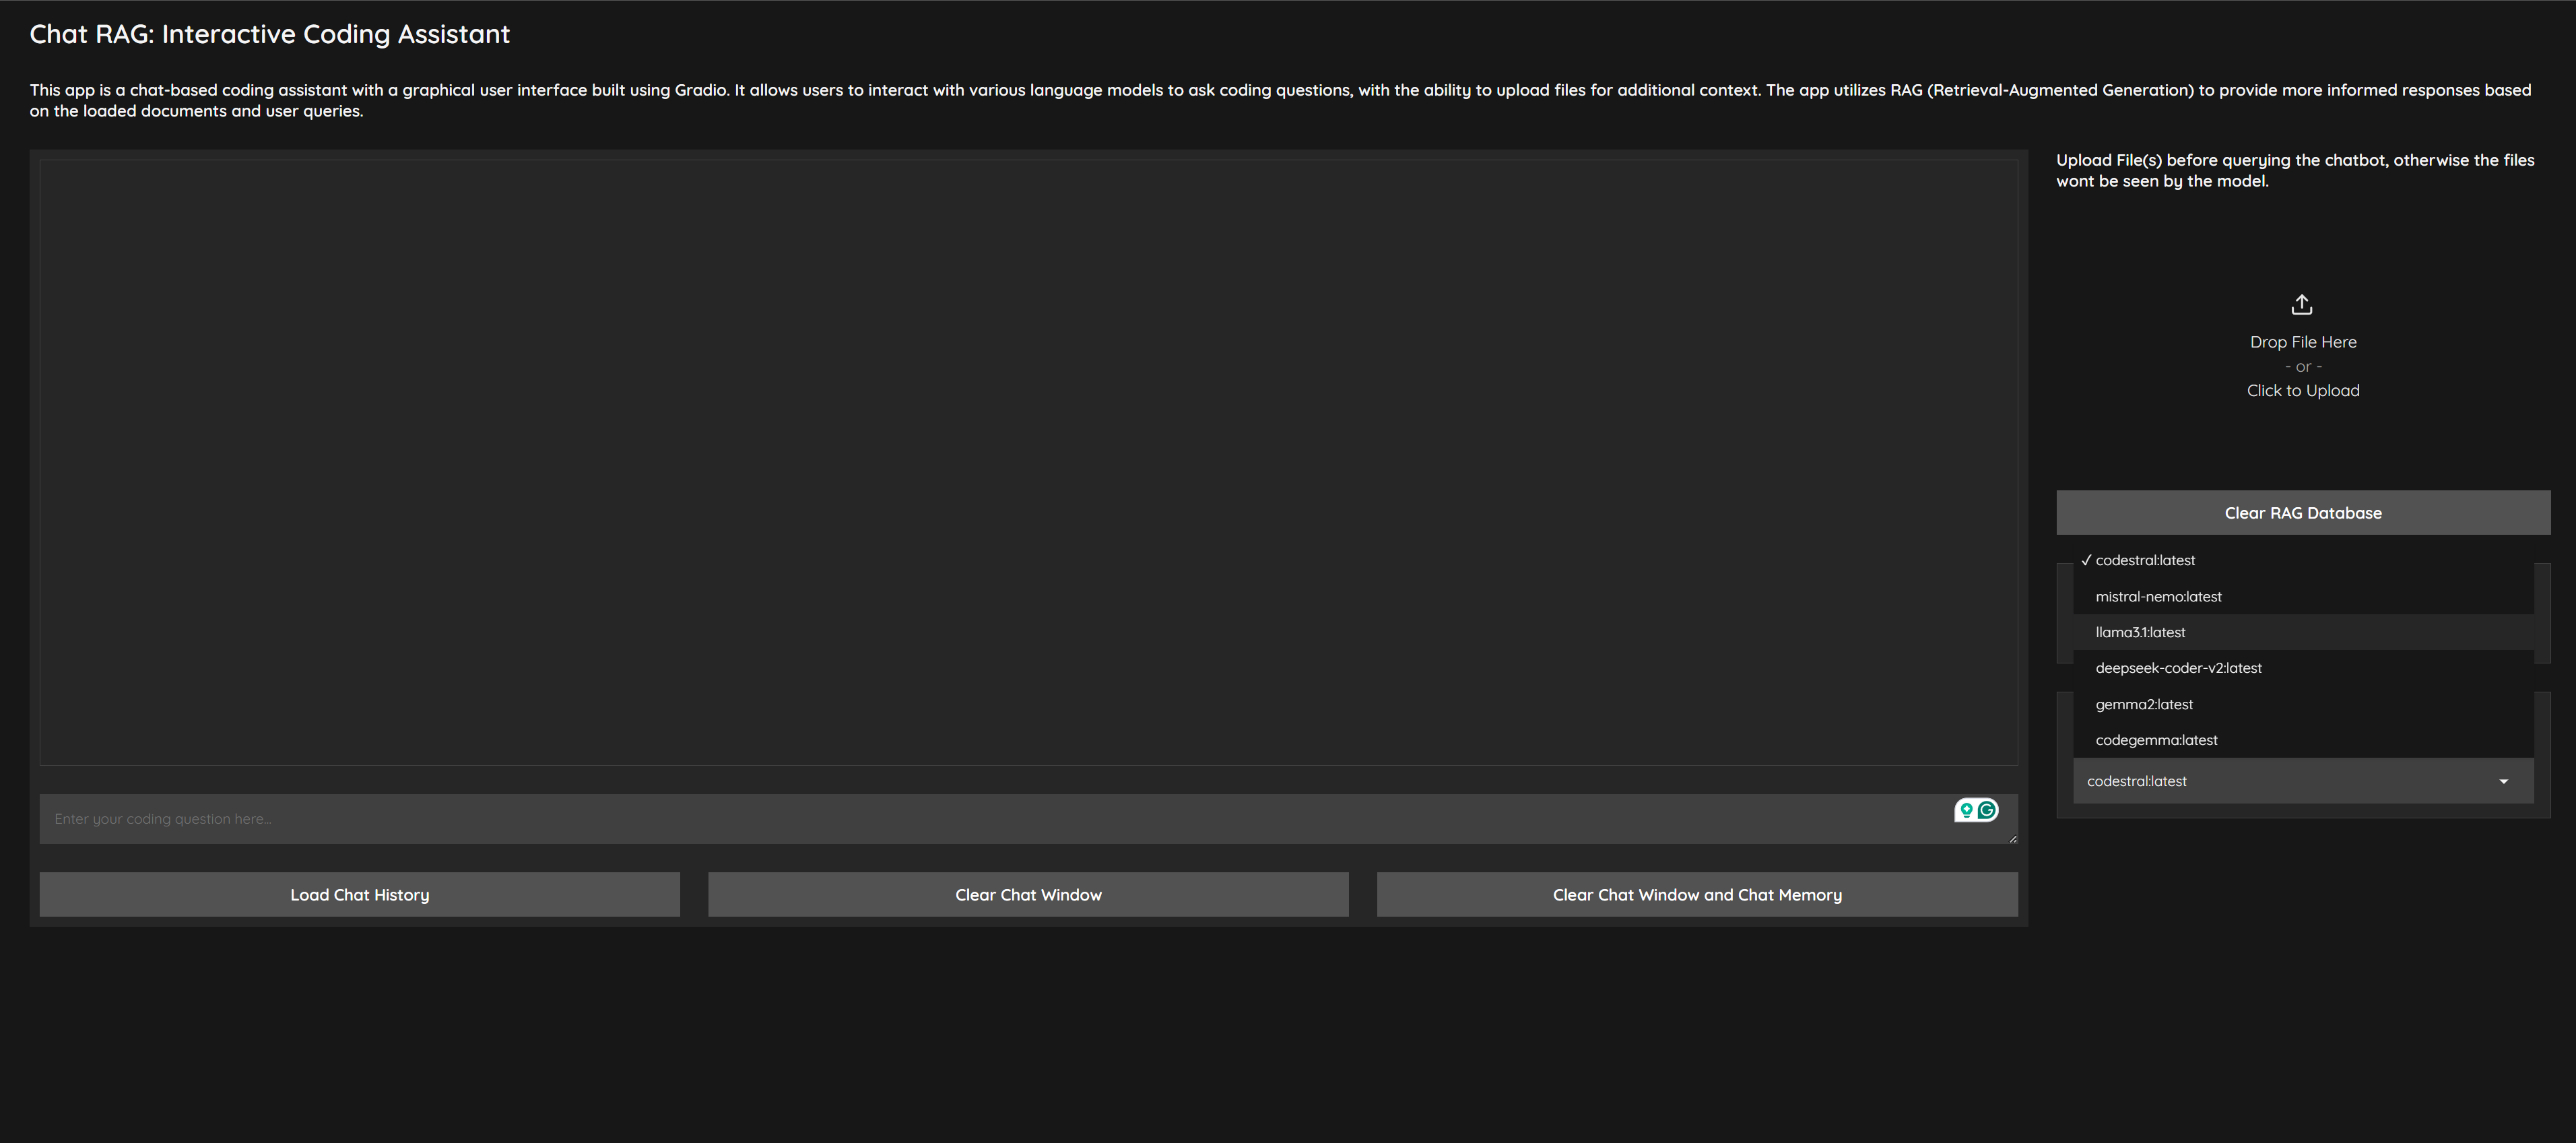 Chat RAG: Interactive Coding Assistant
This app is a chat-based coding assistant with a graphical user interface built using Gradio. It allows users to interact with various language models to ask coding questions, with the ability to upload files for additional context. The app utilizes RAG (Retrieval-Augmented Generation) to provide more informed responses based
on the loaded documents and user queries.
Upload File(s) before querying the chatbot, otherwise the files
wont be seen by the model.
Drop File Here
- or -
Click to Upload
Clear RAG Database
✓ codestral:latest
mistral-nemo:latest
llama3.1:latest
deepseek-coder-v2:latest
gemma2:latest
codegemma:latest
codestral:latest
Enter your coding question here...
Load Chat History
Clear Chat Window
Clear Chat Window and Chat Memory